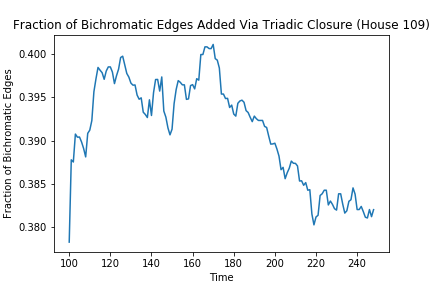 Fraction of Bichromatic Edges Added Via Triadic Closure (House 109)
0.400
0.395
0.390
0.385
0.380
Fraction of Bichromatic Edges
100 120 140 160 180 200 220 240
Time